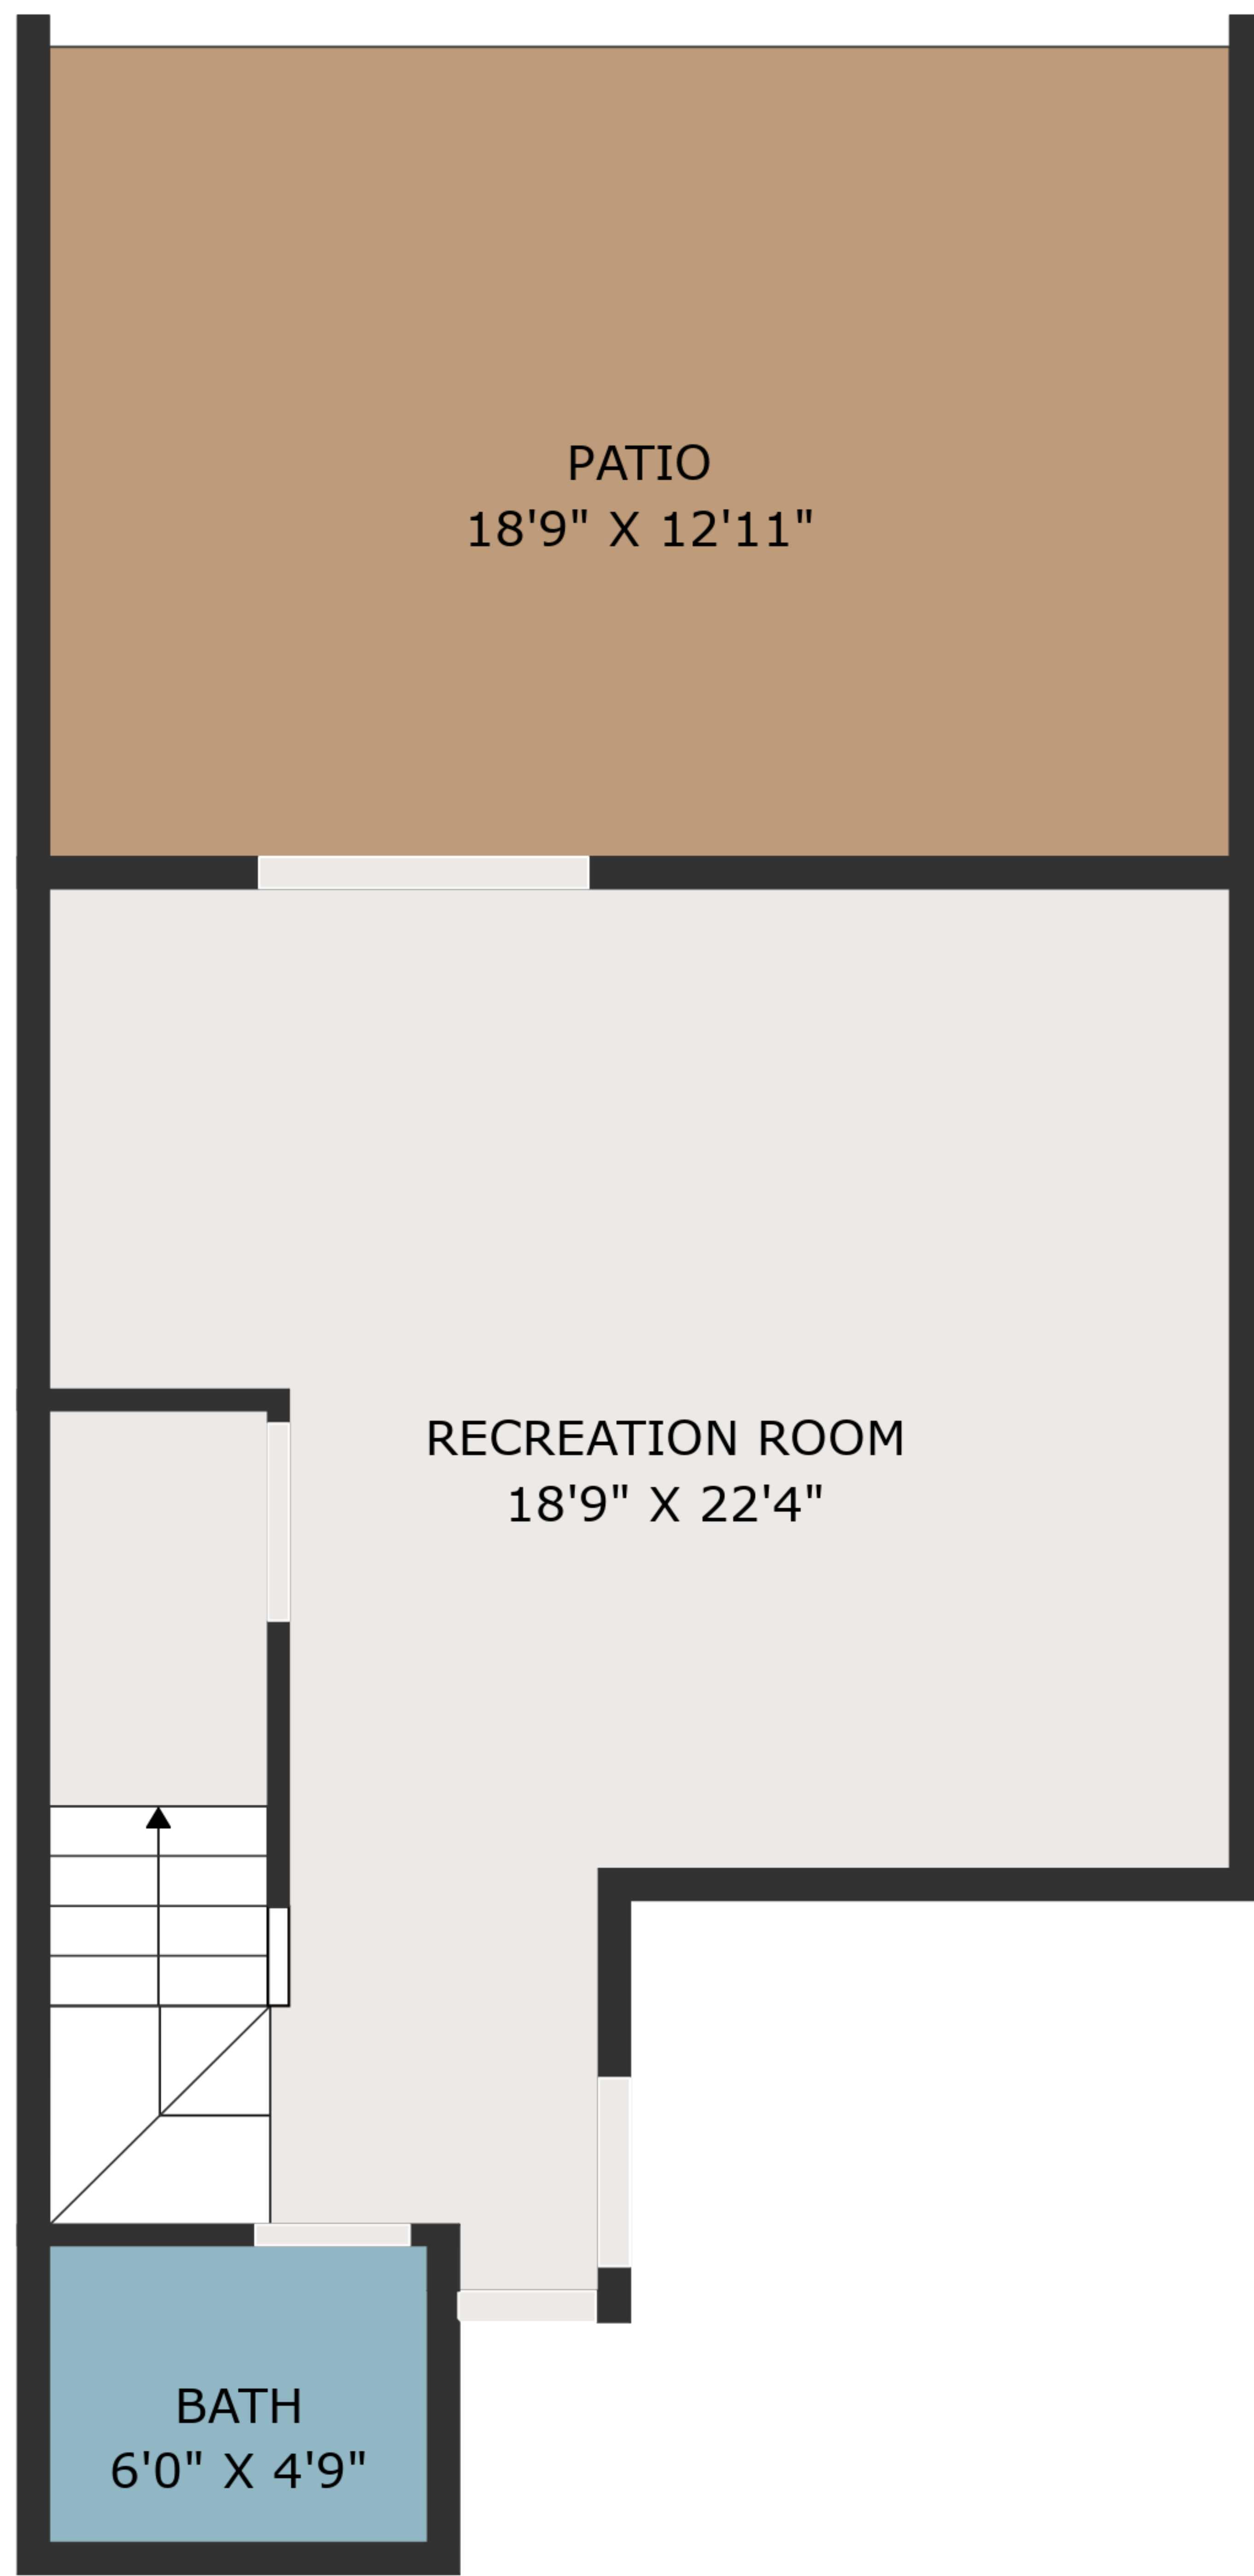 PATIO
18'9" X 12'11"
RECREATION ROOM
18'9" X 22'4"
BATH
6'0" X 4'9"